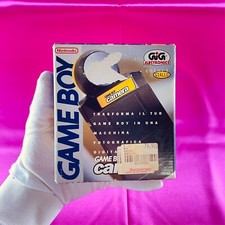 Nintendo
GiG
ELECTRONICS
GAME BOY
camera
TRASFORMA IL TUO
GAME BOY IN UNA
MACCHINA
FOTOGRAFICA
DIGITALE
GAME BOY